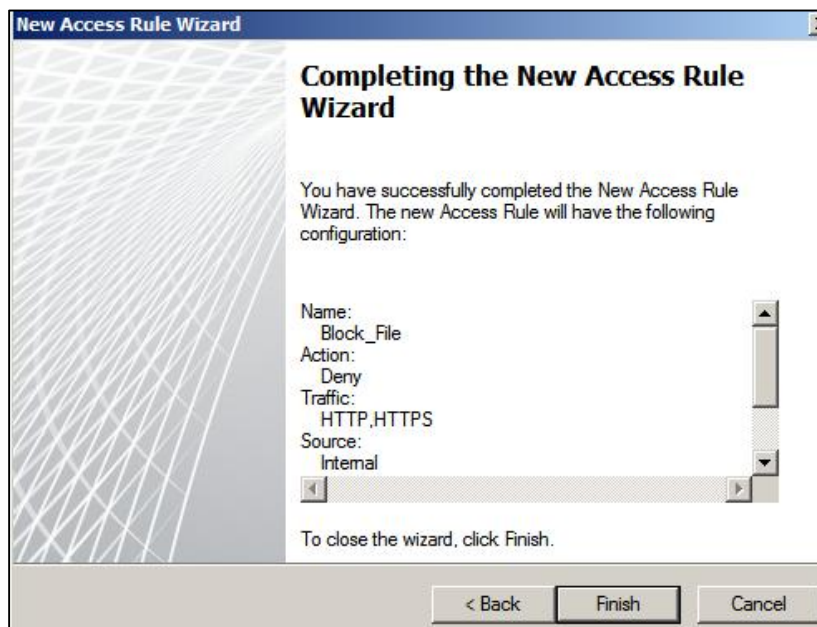 New Access Rule Wizard
Completing the New Access Rule
Wizard
You have successfully completed the New Access Rule
Wizard. The new Access Rule will have the following
configuration:
Name:
Block_File
Action:
Deny
Traffic:
HTTP,HTTPS
Source:
Internal
To close the wizard, click Finish.
< Back
Finish
Cancel